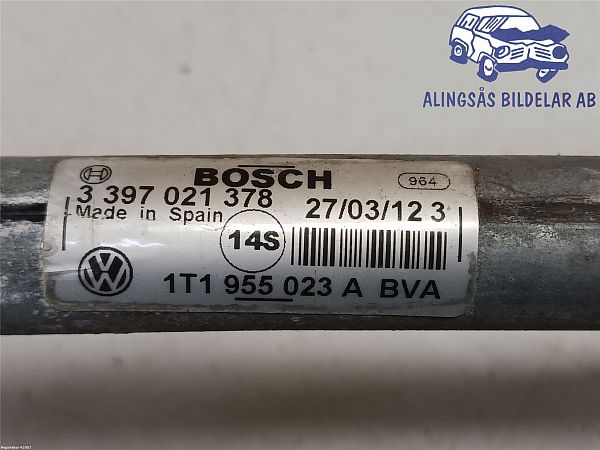 ALINGSÅS BILDELAR AB
BOSCH
964
3 397 021 378
27/03/12 3
Made in Spain
14S
1T1 955 023 A BVA